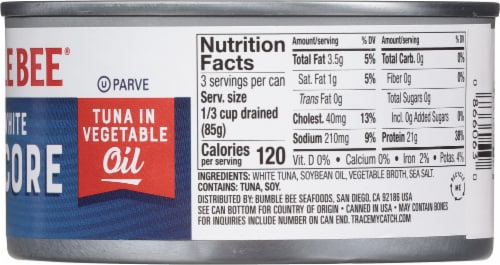 LE BEE®
U PARVE
WHITE
CORE
TUNA IN
VEGETABLE
Oil
Nutrition
Facts
3 servings per can
Serv. size
1/3 cup drained
(85g)
Calories 120
per serving
Amount/serving % DV
Total Fat 3.5g 5%
Sat. Fat 1g 5%
Trans Fat 0g
Cholest. 40mg 13%
Sodium 210mg 9%
Amount/serving % DV
Total Carb. 0g 0%
Fiber 0g 0%
Total Sugars 0g
Incl. 0g Added Sugars 0%
Protein 21g 38%
Vit. D 0% • Calcium 0% • Iron 2% • Potas. 4%
INGREDIENTS: WHITE TUNA, SOYBEAN OIL, VEGETABLE BROTH, SEA SALT.
CONTAINS: TUNA, SOY.
DISTRIBUTED BY: BUMBLE BEE SEAFOODS, SAN DIEGO, CA 92186 USA
SEE CAN BOTTOM FOR COUNTRY OF ORIGIN • CANNED IN USA • MAY CONTAIN BONES
FOR INQUIRIES INCLUDE NUMBER ON CAN END. TRACEMYCATCH.COM
ME